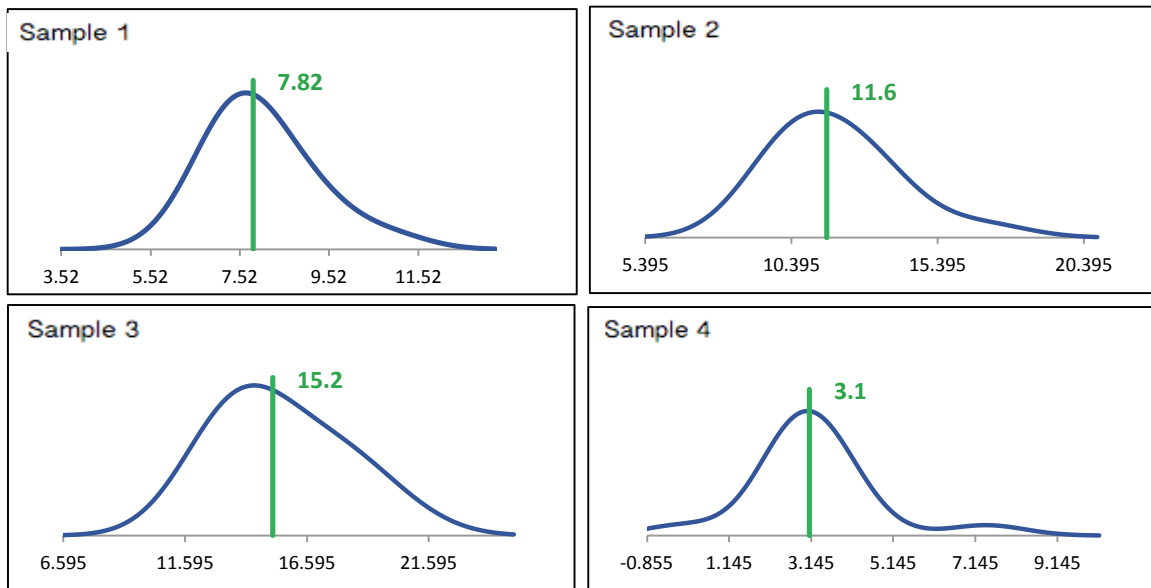 Sample 1
7.82
3.52 5.52 7.52 9.52 11.52
Sample 2
11.6
5.395 10.395 15.395 20.395
Sample 3
15.2
6.595 11.595 16.595 21.595
Sample 4
3.1
-0.855 1.145 3.145 5.145 7.145 9.145